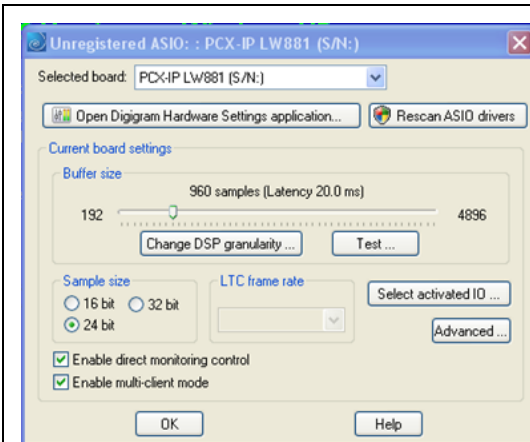 Unregistered ASIO: : PCX-IP LW881 (S/N:)
Selected board: PCX-IP LW881 (S/N:)
Open Digigram Hardware Settings application... Rescan ASIO drivers
Current board settings
Buffer size
960 samples (Latency 20.0 ms)
192 4896
Change DSP granularity ... Test ...
Sample size LTC frame rate
16 bit 32 bit Select activated IO ...
24 bit Advanced ...
Enable direct monitoring control
Enable multi-client mode
OK Help